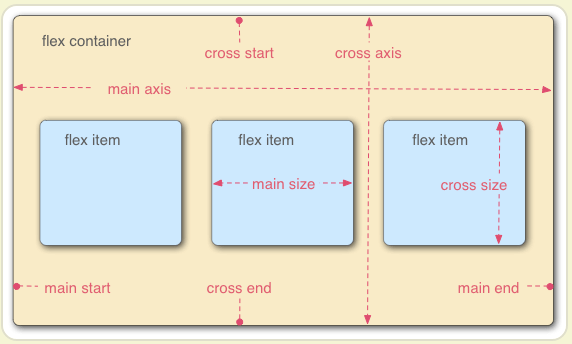 flex container
cross start
cross axis
main axis
flex item
flex item
flex item
main size
cross size
main start
cross end
main end